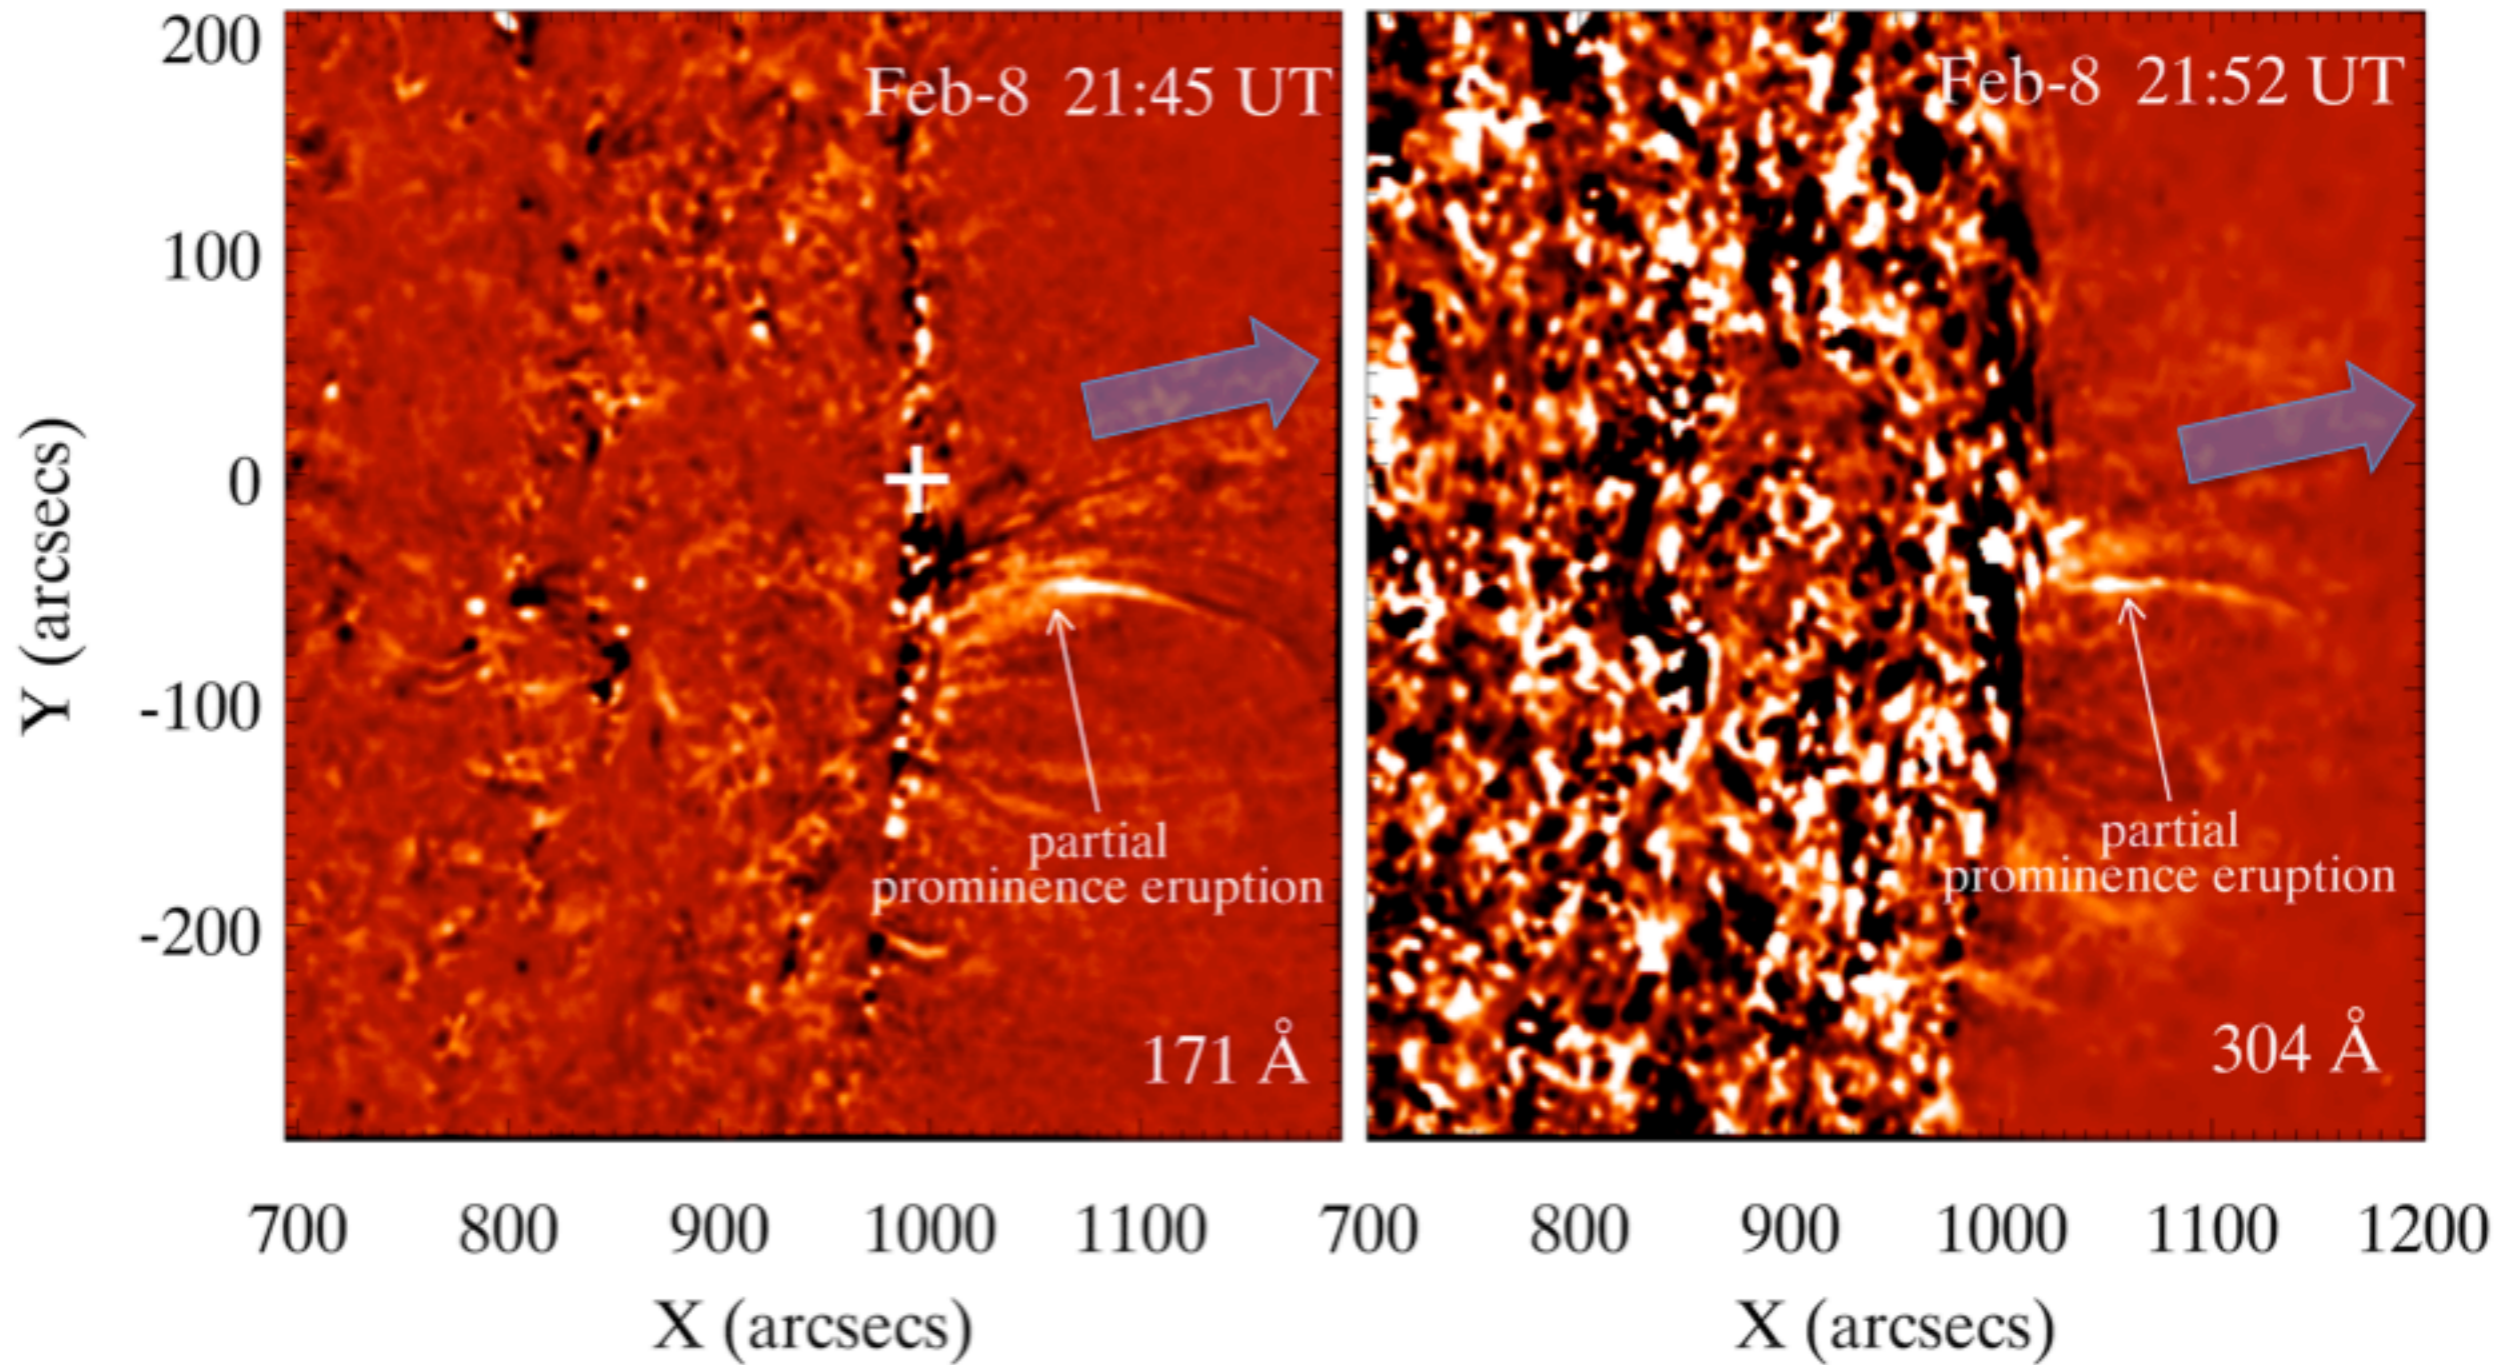 Feb-8 21:45 UT
Feb-8 21:52 UT
200
100
0
-100
-200
Y (arcsecs)
partial
prominence eruption
partial
prominence eruption
171 Å
304 Å
700 800 900 1000 1100
700 800 900 1000 1100 1200
X (arcsecs)
X (arcsecs)